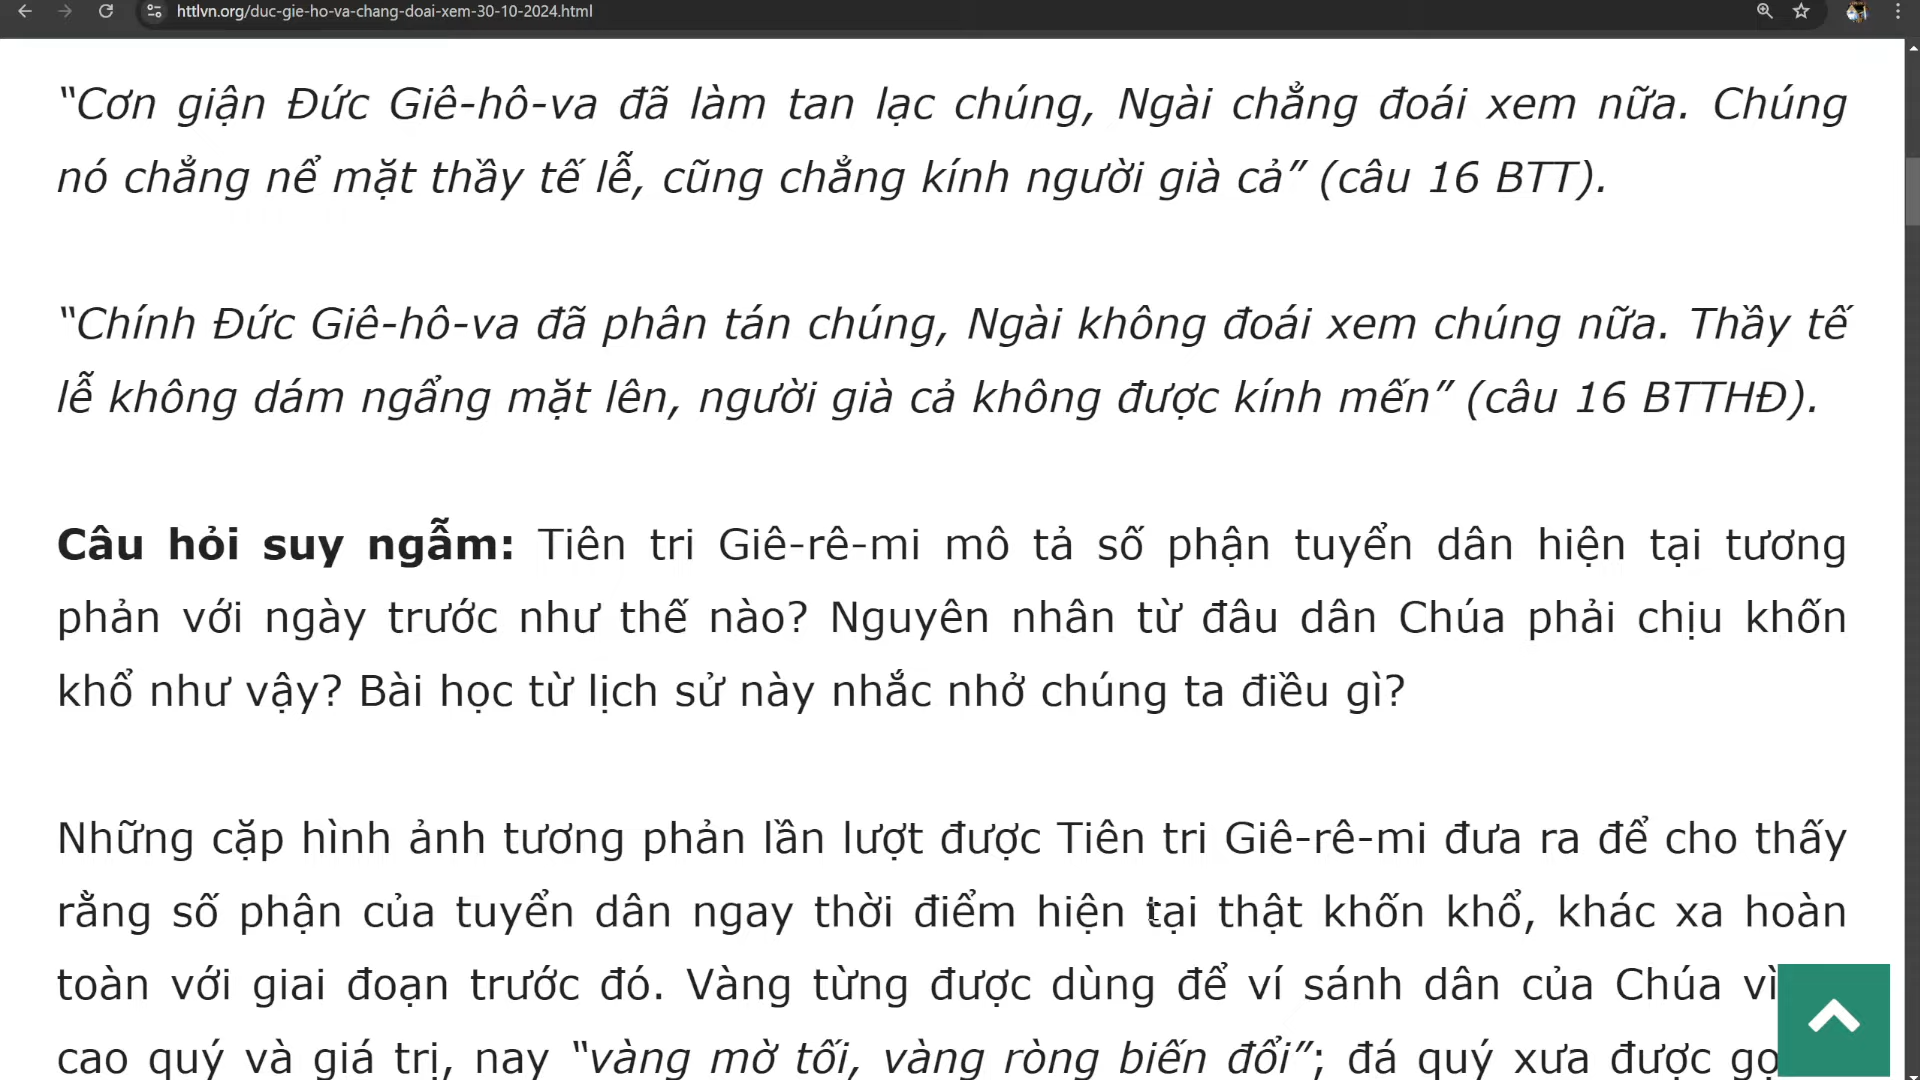 httlvn.org/duc-gie-ho-va-chang-doai-xem-30-10-2024.html
“Cơn giận Đức Giê-hô-va đã làm tan lạc chúng, Ngài chẳng đoái xem nữa. Chúng
nó chẳng nể mặt thầy tế lễ, cũng chẳng kính người già cả” (câu 16 BTT).
“Chính Đức Giê-hô-va đã phân tán chúng, Ngài không đoái xem chúng nữa. Thầy tế
lễ không dám ngẩng mặt lên, người già cả không được kính mến” (câu 16 BTTHĐ).
Câu hỏi suy ngẫm: Tiên tri Giê-rê-mi mô tả số phận tuyển dân hiện tại tương
phản với ngày trước như thế nào? Nguyên nhân từ đâu dân Chúa phải chịu khốn
khổ như vậy? Bài học từ lịch sử này nhắc nhở chúng ta điều gì?
Những cặp hình ảnh tương phản lần lượt được Tiên tri Giê-rê-mi đưa ra để cho thấy
rằng số phận của tuyển dân ngay thời điểm hiện tại thật khốn khổ, khác xa hoàn
toàn với giai đoạn trước đó. Vàng từng được dùng để ví sánh dân của Chúa vì
cao quý và giá trị, nay “vàng mờ tối, vàng ròng biến đổi”; đá quý xưa được